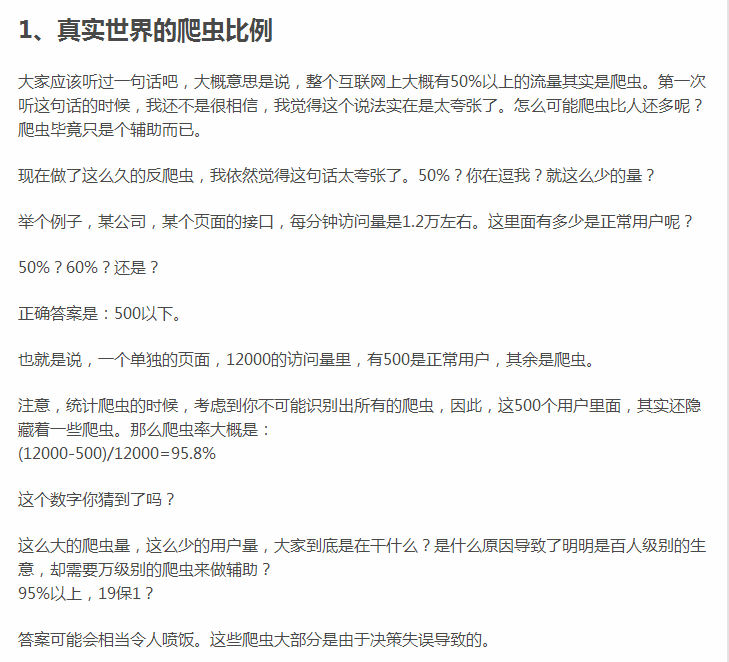 1、真实世界的爬虫比例
大家应该听过一句话吧，大概意思是说，整个互联网上大概有50%以上的流量其实是爬虫。第一次
听这句话的时候，我还不是很相信，我觉得这个说法实在是太夸张了。怎么可能爬虫比人还多呢？
爬虫毕竟只是个辅助而已。
现在做了这么久的反爬虫，我依然觉得这句话太夸张了。50%？你在逗我？就这么少的量？
举个例子，某公司，某个页面的接口，每分钟访问量是1.2万左右。这里面有多少是正常用户呢？
50%？60%？还是？
正确答案是：500以下。
也就是说，一个单独的页面，12000的访问量里，有500是正常用户，其余是爬虫。
注意，统计爬虫的时候，考虑到你不可能识别出所有的爬虫，因此，这500个用户里面，其实还隐
藏着一些爬虫。那么爬虫率大概是：
(12000-500)/12000=95.8%
这个数字你猜到了吗？
这么大的爬虫量，这么少的用户量，大家到底是在干什么？是什么原因导致了明明是百人级别的生
意，却需要万级别的爬虫来做辅助？
95%以上，19保1？
答案可能会相当令人喷饭。这些爬虫大部分是由于决策失误导致的。